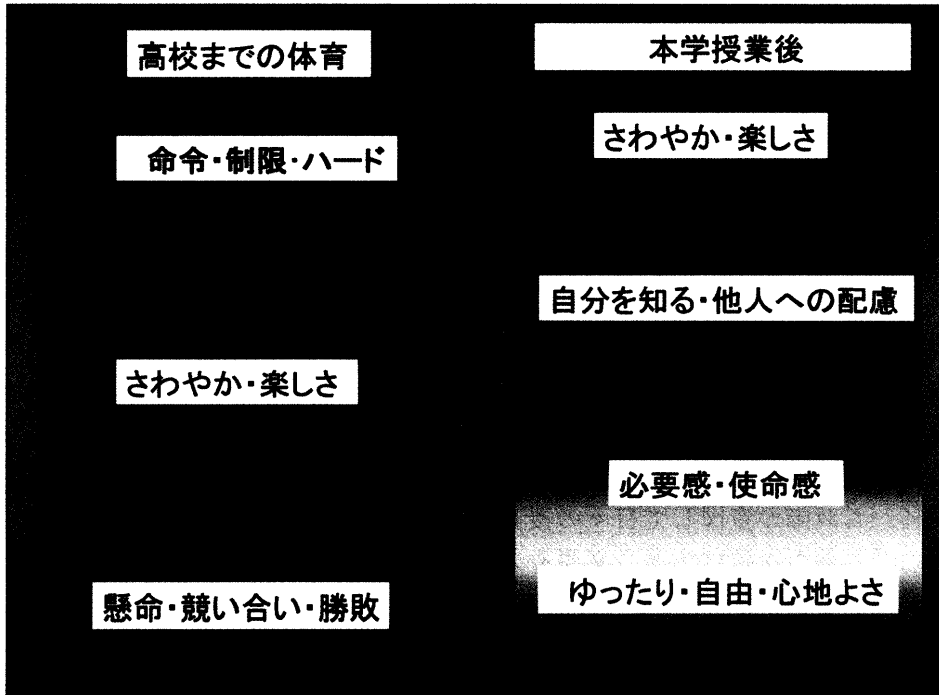 高校までの体育
命令・制限・ハード
さわやか・楽しさ
懸命・競い合い・勝敗
本学授業後
さわやか・楽しさ
自分を知る・他人への配慮
必要感・使命感
ゆったり・自由・心地よさ